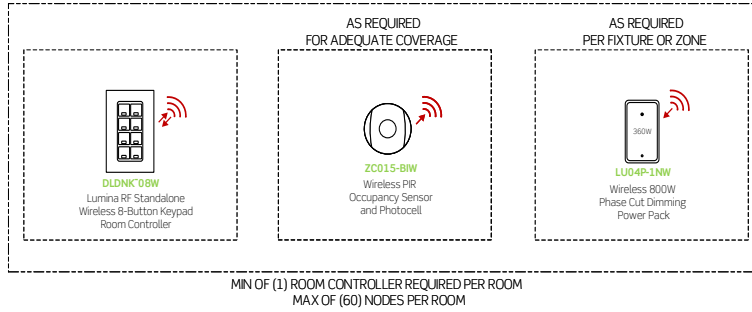 AS REQUIRED
FOR ADEQUATE COVERAGE
AS REQUIRED
PER FIXTURE OR ZONE
360W
DLDNK¯08W
Lumina RF Standalone
Wireless 8-Button Keypad
Room Controller
ZC015-BIW
Wireless PIR
Occupancy Sensor
and Photocell
LU04P-1NW
Wireless 800W
Phase Cut Dimming
Power Pack
MIN OF (1) ROOM CONTROLLER REQUIRED PER ROOM
MAX OF (60) NODES PER ROOM